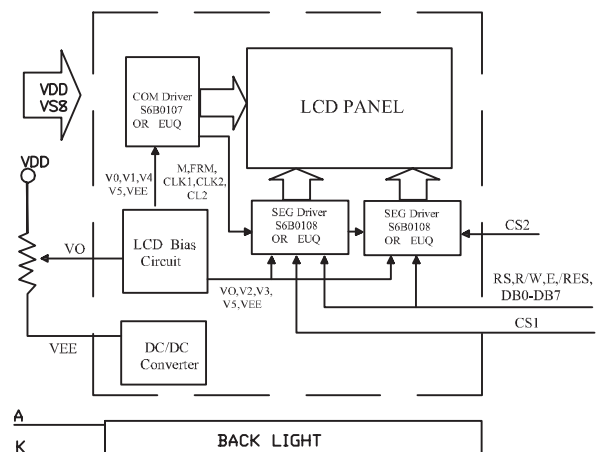 VDD
VSS
COM Driver
S6B0107
OR EUQ
LCD PANEL
VDD
V0,V1,V4
V5,VEE
M,FRM,
CLK1,CLK2,
CL2
SEG Driver
S6B0108
OR EUQ
SEG Driver
S6B0108
OR EUQ
CS2
VO
LCD Bias
Circuit
VO,V2,V3,
V5,VEE
RS,R/W,E,/RES,
DB0-DB7
CS1
VEE
DC/DC
Converter
A
K
BACK LIGHT